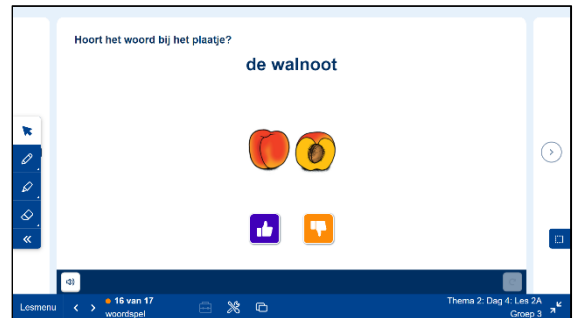 Hoort het woord bij het plaatje?
de walnoot
Lesmenu
16 van 17
woordspel
Thema 2: Dag 4: Les 2A
Groep 3